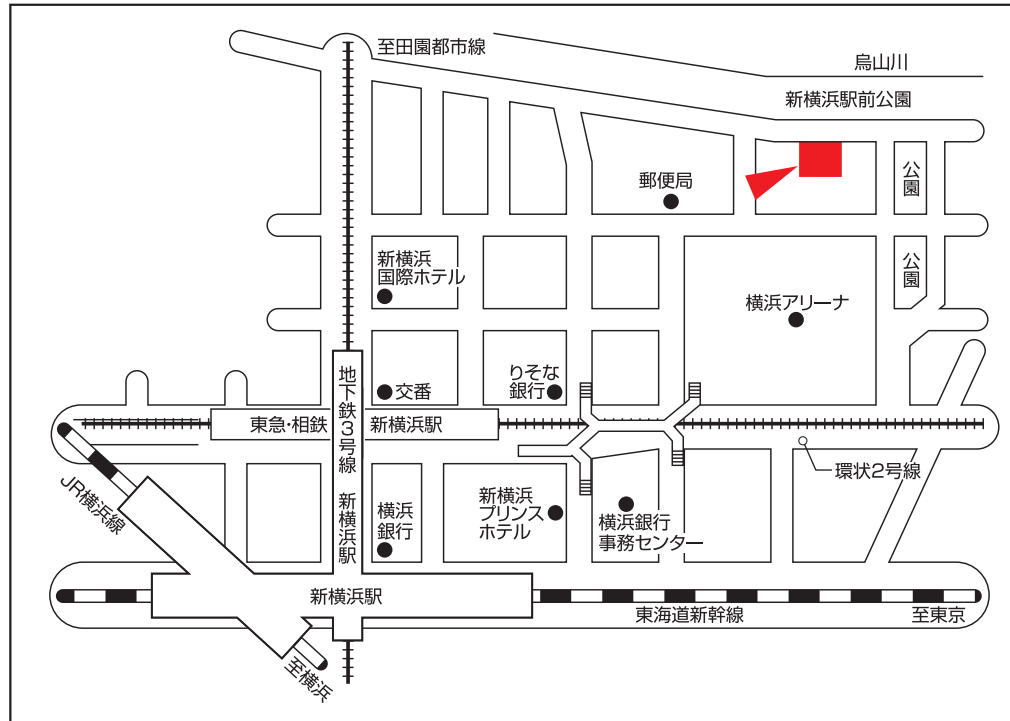 至田園都市線
烏山川
新横浜駅前公園
公園
郵便局
新横浜
国際ホテル
公園
横浜アリーナ
りそな
銀行
交番
地下鉄3号線 新横浜駅
東急・相鉄
新横浜駅
環状2号線
JR横浜線
横浜
銀行
新横浜
プリンス
ホテル
横浜銀行
事務センター
新横浜駅
東海道新幹線
至東京
至横浜